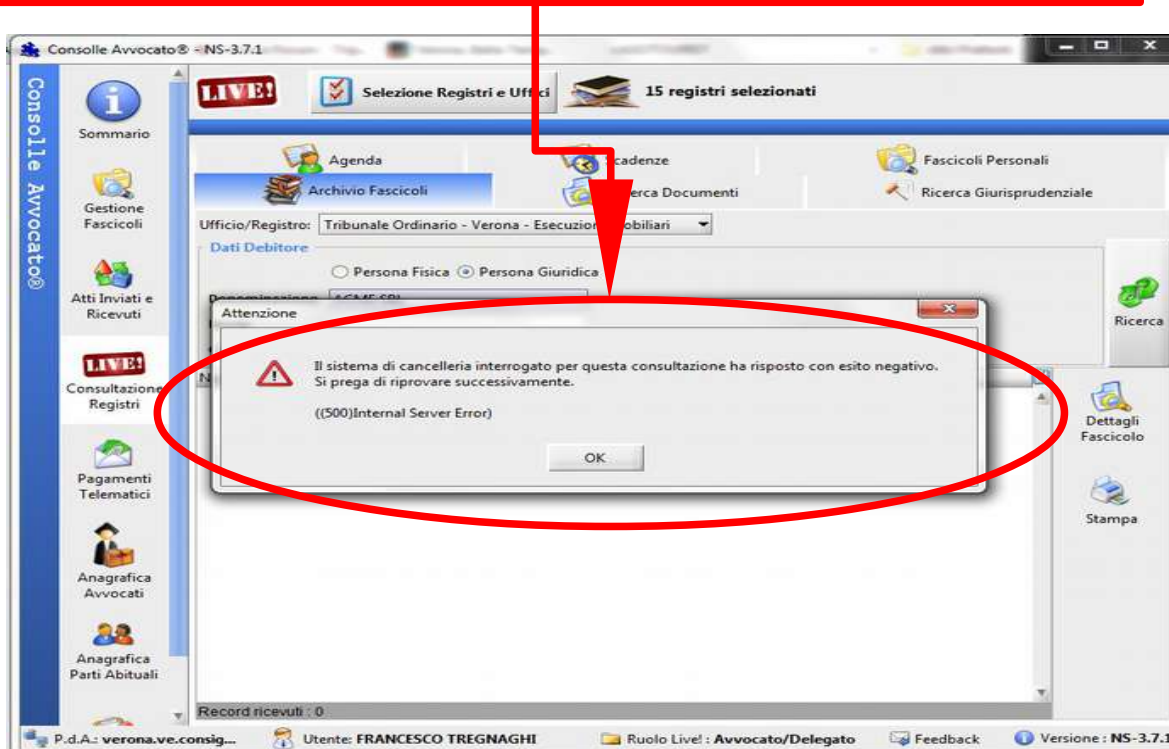 Consolle Avvocato® - NS-3.7.1
Consolle Avvocato®
Sommario
Gestione
Fascicoli
Atti Inviati e
Ricevuti
LIVE!
Consultazione
Registri
Pagamenti
Telematici
Anagrafica
Avvocati
Anagrafica
Parti Abituali
LIVE!
Selezione Registri e Uffici
15 registri selezionati
Agenda
Scadenze
Fascicoli Personali
Archivio Fascicoli
Documenti
Ricerca Giurisprudenziale
Ufficio/Registro: Tribunale Ordinario - Verona -
Dati Debitore
Persona Fisica Persona Giuridica
Denominazione
Ricerca
Attenzione
Il sistema di cancelleria interrogato per questa consultazione ha risposto con esito negativo.
Si prega di riprovare successivamente.
((500)Internal Server Error)
OK
Dettagli
Fascicolo
Stampa
Record ricevuti : 0
P.d.A.: verona.ve.consig... Utente: FRANCESCO TREGNAGHI Ruolo Live! : Avvocato/Delegato Feedback Versione : NS-3.7.1